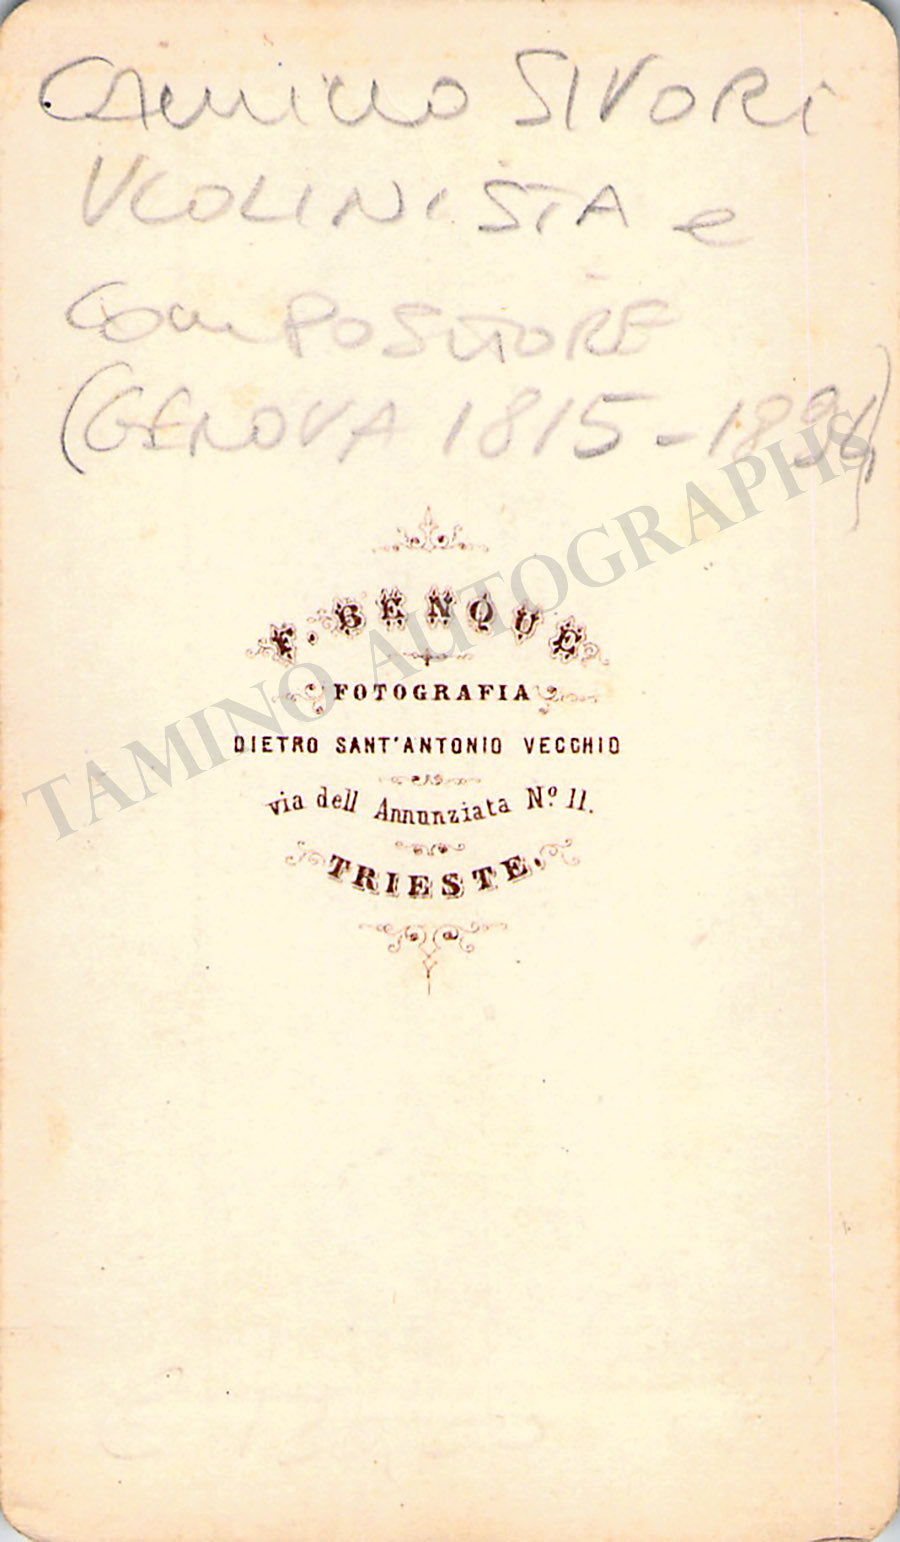 CAMILLO SIVORI
VIOLINISTA e
COMPOSITORE
(GENOVA 1815-1894)
F. BENQUE
FOTOGRAFIA
DIETRO SANT'ANTONIO VECCHIO
via dell Annunziata Nº 11.
TRIESTE.
TAMINO AUTOGRAPHS